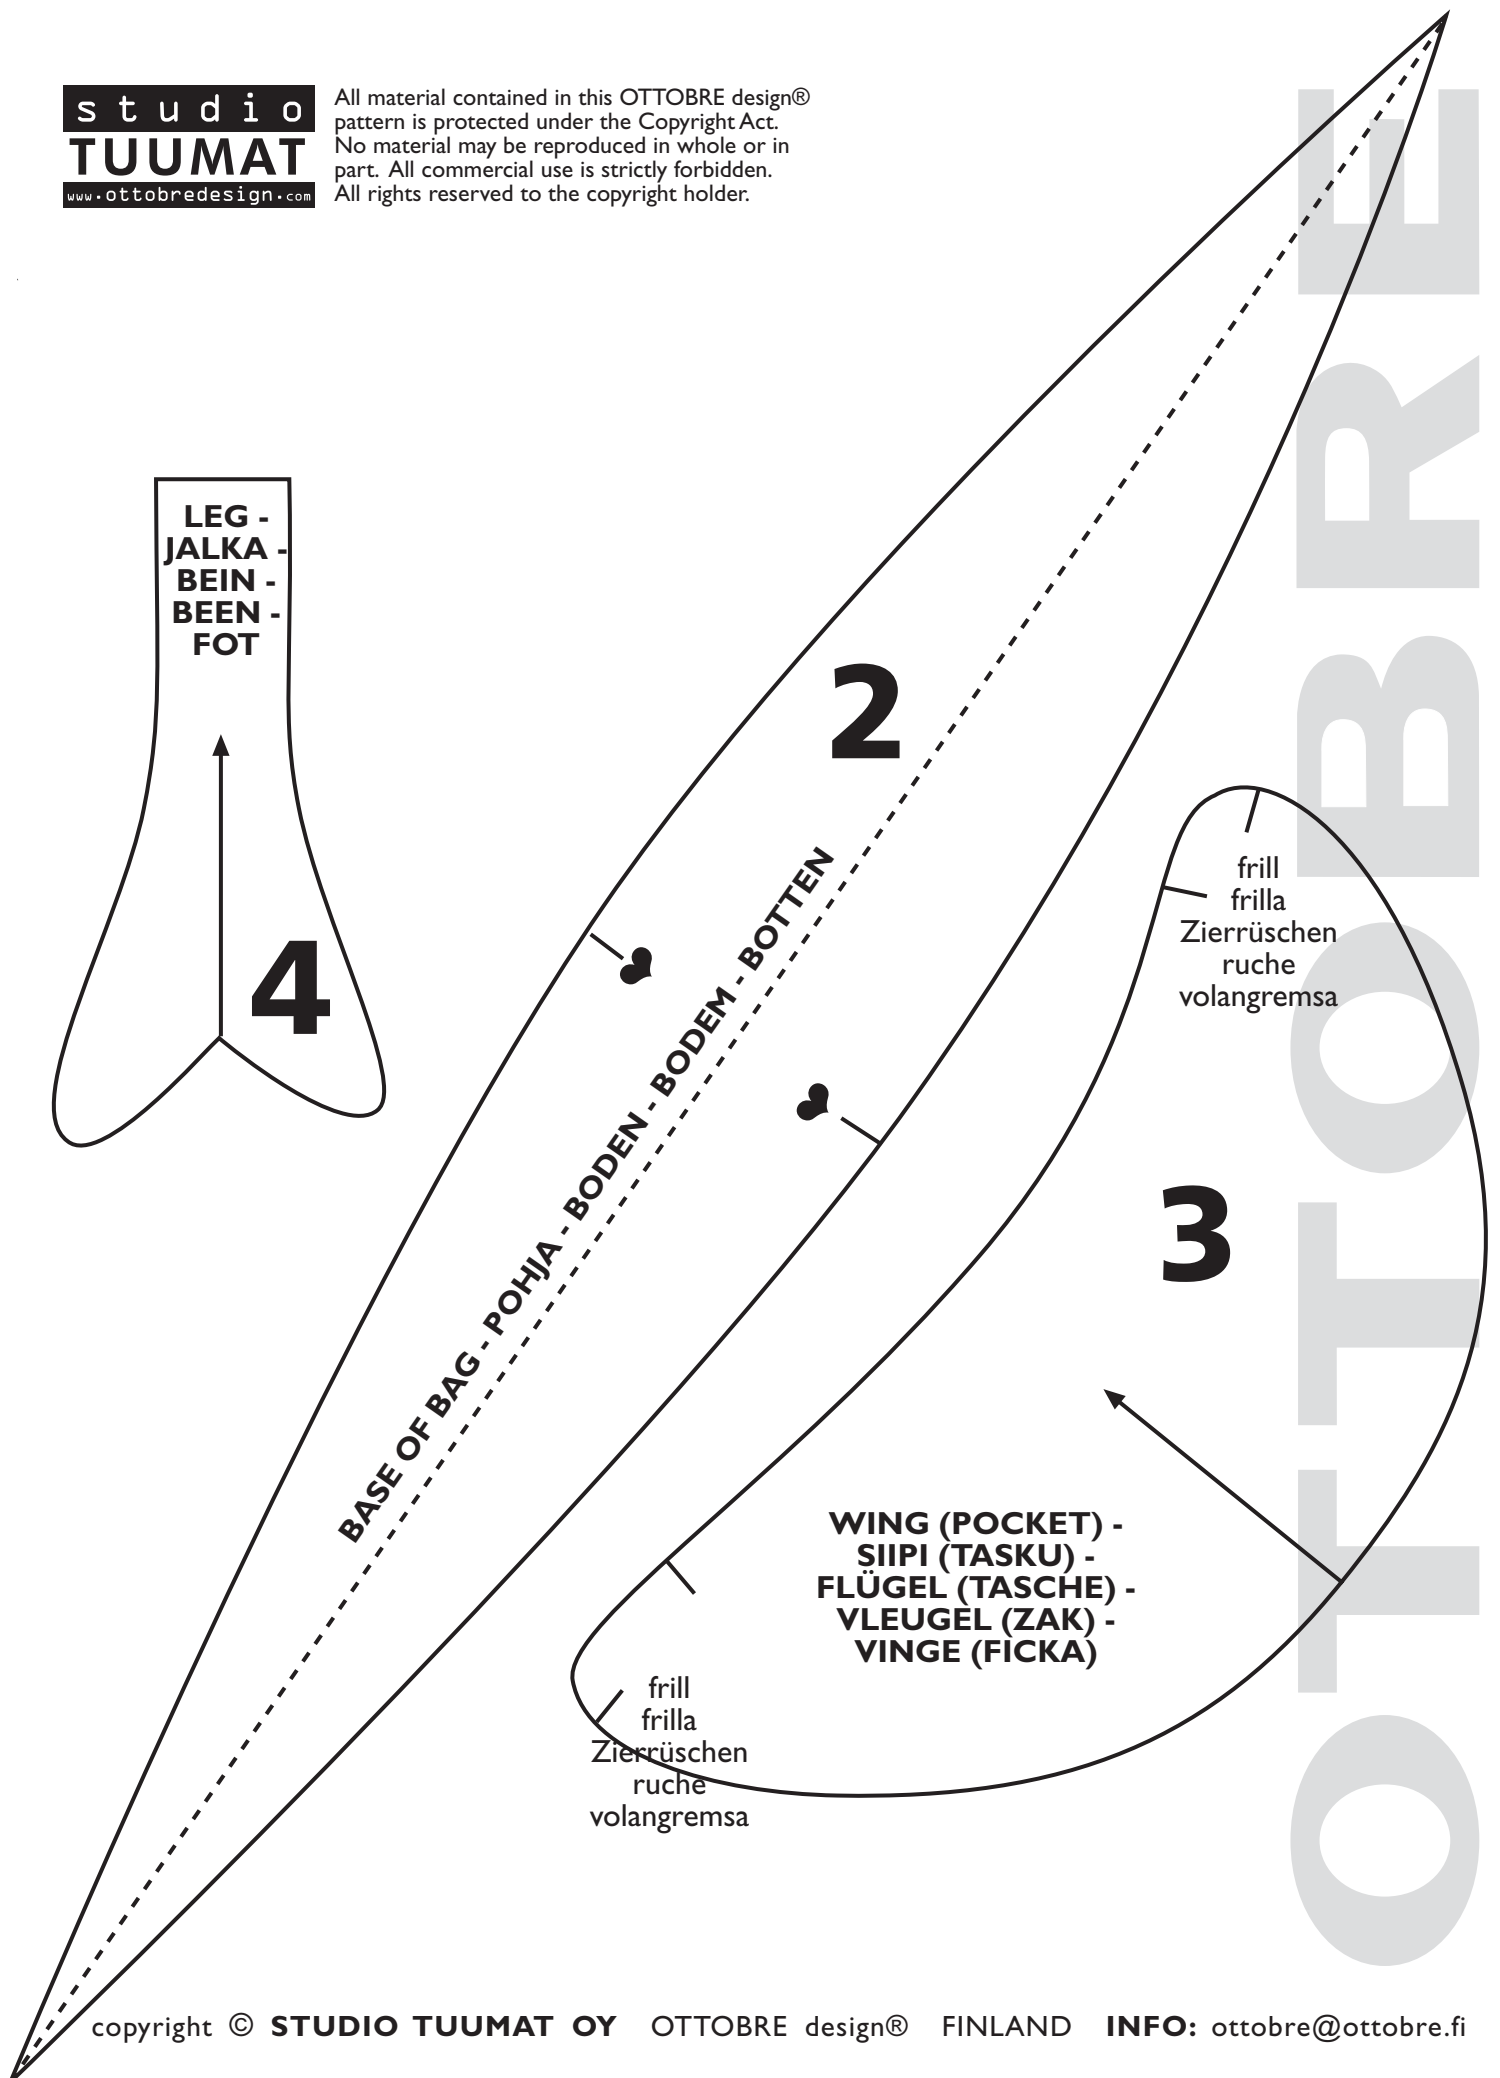 studio
TUUMAT
www.ottobredesign.com
All material contained in this OTTOBRE design®
pattern is protected under the Copyright Act.
No material may be reproduced in whole or in
part. All commercial use is strictly forbidden.
All rights reserved to the copyright holder.
LEG -
JALKA -
BEIN -
BEEN -
FOT
4
2
BASE OF BAG - POHJA - BODEN - BODEM - BOTTEN
frill
frilla
Zierrüschen
ruche
volangremsa
3
WING (POCKET) -
SIIPI (TASKU) -
FLÜGEL (TASCHE) -
VLEUGEL (ZAK) -
VINGE (FICKA)
frill
frilla
Zierrüschen
ruche
volangremsa
OTTOBRE
copyright © STUDIO TUUMAT OY OTTOBRE design® FINLAND INFO: ottobre@ottobre.fi